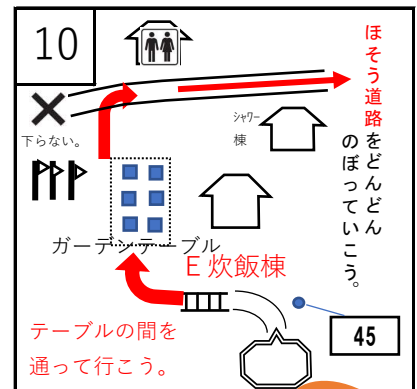 10
下らない。
シャワー
棟
ほそう道路をどんどん
のぼっていこう。
ガーデンテーブル
E 炊飯棟
テーブルの間を
通って行こう。
45